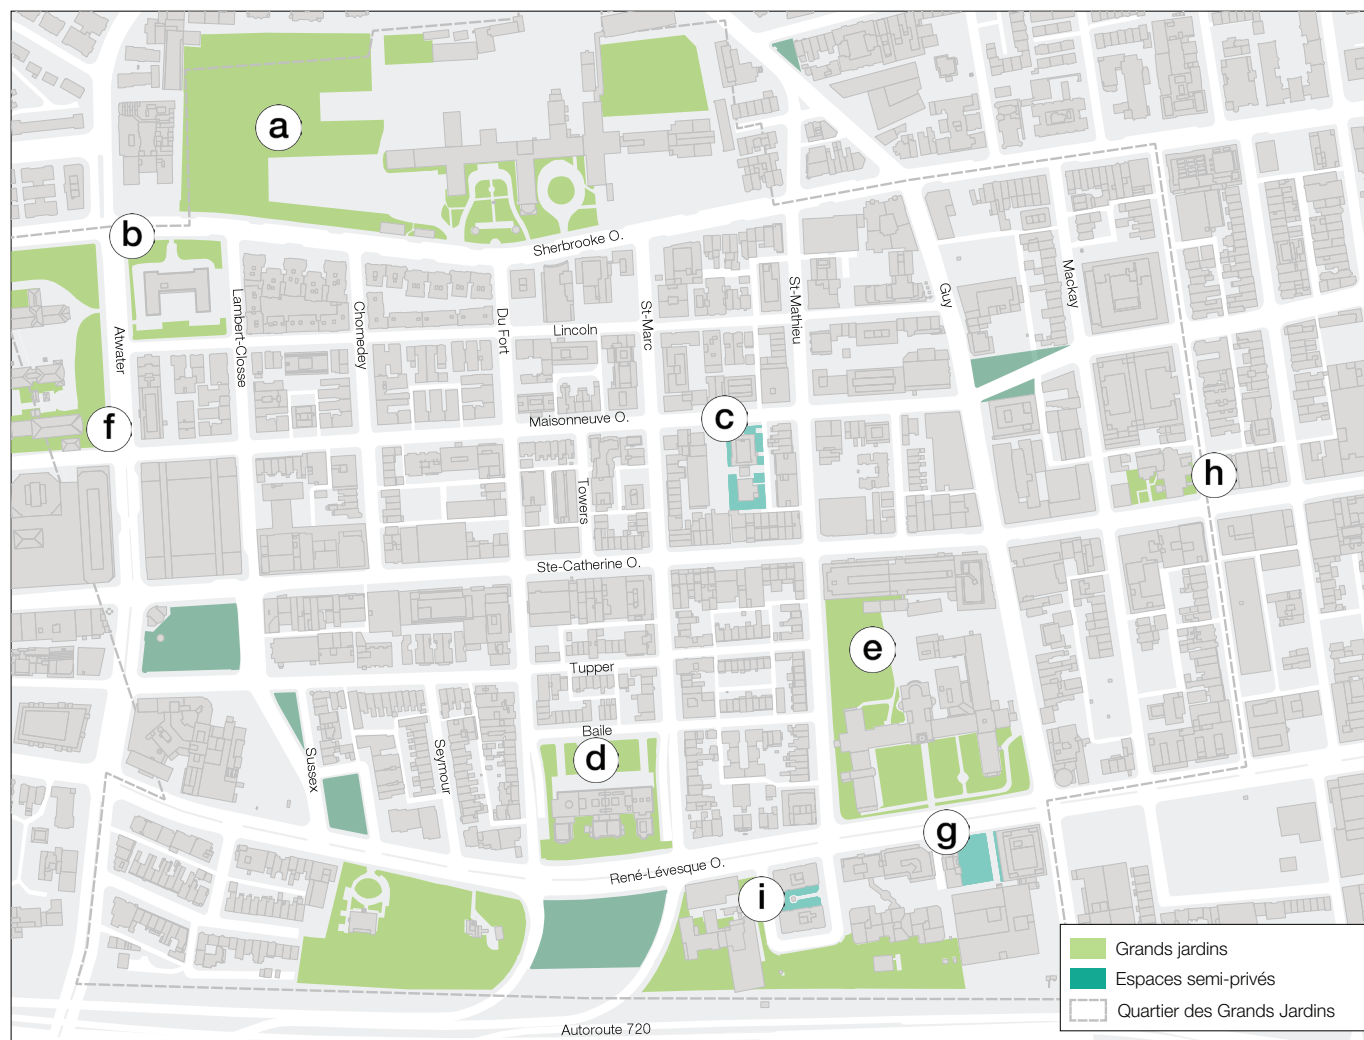 a
b
Sherbrooke O.
Atwater
Lambert-Closse
Chomedey
Du Fort
Lincoln
St-Marc
St-Mathieu
Guy
Mackay
f
Maisonneuve O.
c
Towers
h
Ste-Catherine O.
e
Tupper
Baile
d
Sussex
Seymour
g
René-Lévesque O.
i
Grands jardins
Espaces semi-privés
Quartier des Grands Jardins
Autoroute 720